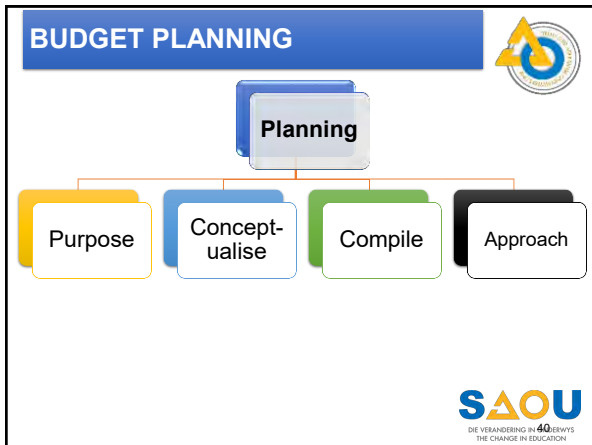 BUDGET PLANNING
Planning
Purpose
Concept-
ualise
Compile
Approach
SAOU
DIE VERANDERING IN ONDERWYS
40
THE CHANGE IN EDUCATION